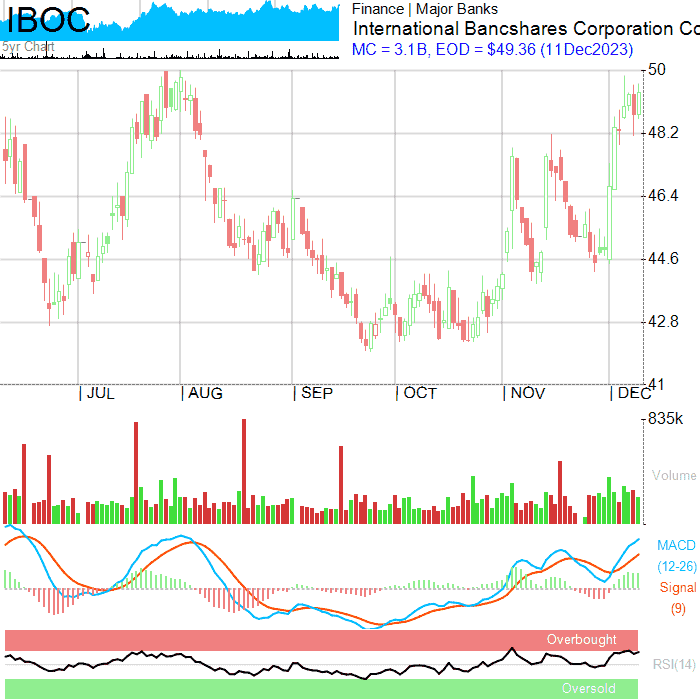 IBOC
5yr Chart
Finance | Major Banks
International Bancshares Corporation Co
MC = 3.1B, EOD = $49.36 (11Dec2023)
50
48.2
46.4
44.6
42.8
41
| JUL
| AUG
| SEP
| OCT
| NOV
| DEC
835k
Volume
MACD
(12-26)
Signal
(9)
Overbought
RSI(14)
Oversold